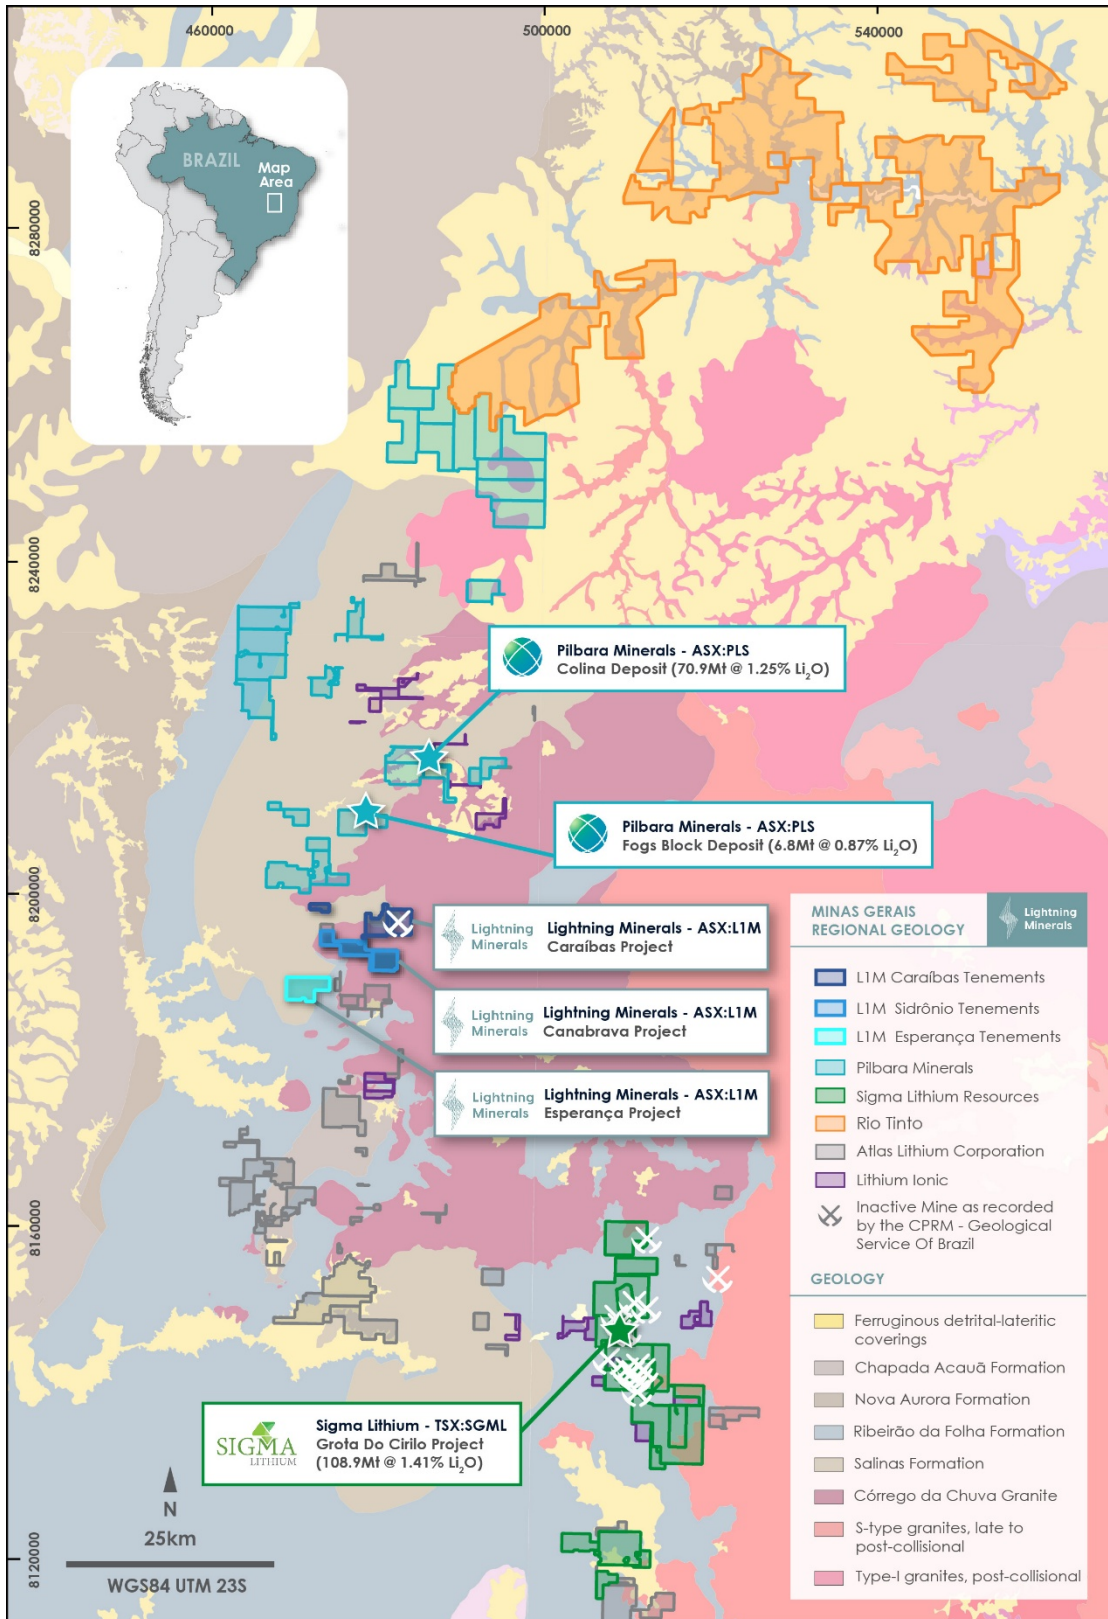 460000
500000
540000
BRAZIL
Map
Area
8280000
8240000
8200000
8160000
8120000
Pilbara Minerals - ASX:PLS
Colina Deposit (70.9Mt @ 1.25% Li₂O)
Pilbara Minerals - ASX:PLS
Fogs Block Deposit (6.8Mt @ 0.87% Li₂O)
Lightning
Minerals
Lightning Minerals - ASX:L1M
Caraíbas Project
Lightning
Minerals
Lightning Minerals - ASX:L1M
Canabrava Project
Lightning
Minerals
Lightning Minerals - ASX:L1M
Esperança Project
SIGMA
LITHIUM
Sigma Lithium - TSX:SGML
Grota Do Cirilo Project
(108.9Mt @ 1.41% Li₂O)
N
25km
WGS84 UTM 23S
MINAS GERAIS
REGIONAL GEOLOGY
Lightning
Minerals
L1M Caraíbas Tenements
L1M Sidrônio Tenements
L1M Esperança Tenements
Pilbara Minerals
Sigma Lithium Resources
Rio Tinto
Atlas Lithium Corporation
Lithium Ionic
Inactive Mine as recorded
by the CPRM - Geological
Service Of Brazil
GEOLOGY
Ferruginous detrital-lateritic
coverings
Chapada Acauã Formation
Nova Aurora Formation
Ribeirão da Folha Formation
Salinas Formation
Córrego da Chuva Granite
S-type granites, late to
post-collisional
Type-I granites, post-collisional